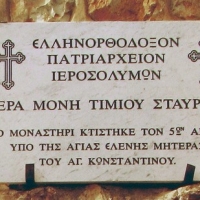 ΕΛΛΗΝΟΡΘΟΔΟΞΟΝ
ΠΑΤΡΙΑΡΧΕΙΟΝ
ΙΕΡΟΣΟΛΥΜΩΝ
ΕΡΑ ΜΟΝΗ ΤΙΜΙΟΥ ΣΤΑΥΡ
Ο ΜΟΝΑΣΤΗΡΙ ΚΤΙΣΤΗΚΕ ΤΟΝ 5ον
ΥΠΟ ΤΗΣ ΑΓΙΑΣ ΕΛΕΝΗΣ ΜΗΤΕΡΑΣ
ΤΟΥ ΑΓ. ΚΩΝΣΤΑΝΤΙΝΟΥ.